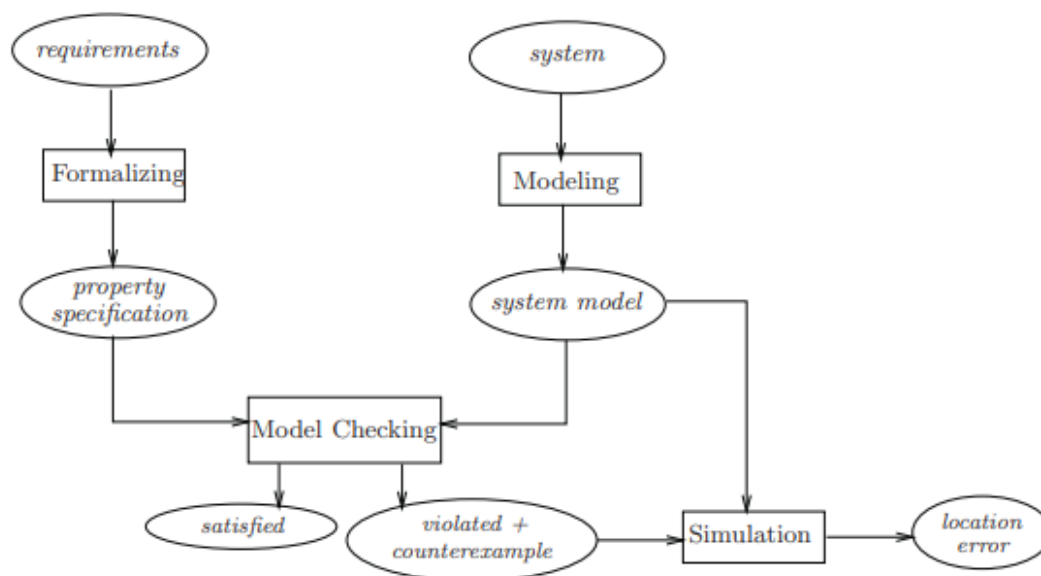 requirements
system
Formalizing
Modeling
property
specification
system model
Model Checking
satisfied
violated +
counterexample
Simulation
location
error